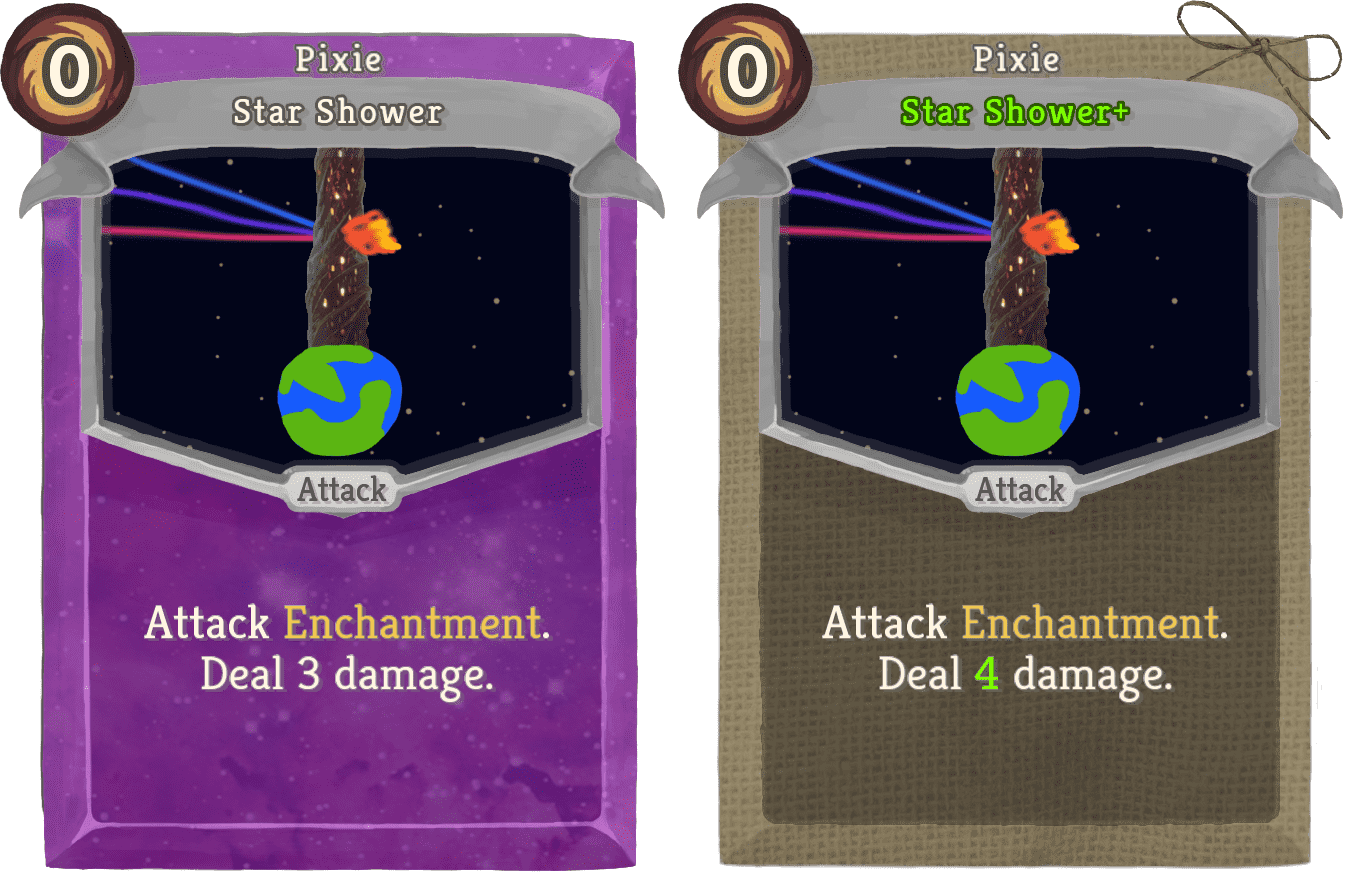 0
Pixie
Star Shower
Attack
Attack Enchantment.
Deal 3 damage.
0
Pixie
Star Shower+
Attack
Attack Enchantment.
Deal 4 damage.